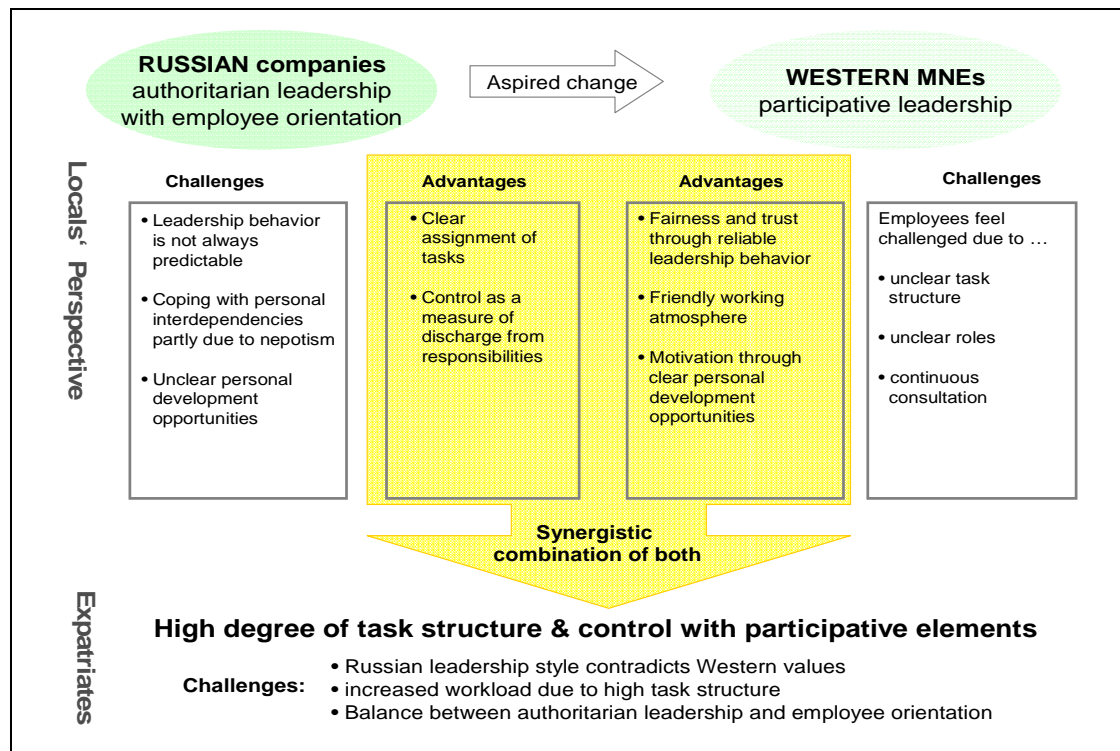 RUSSIAN companies
authoritarian leadership
with employee orientation
Aspired change
WESTERN MNEs
participative leadership
Locals‘ Perspective
Challenges
• Leadership behavior
is not always
predictable
• Coping with personal
interdependencies
partly due to nepotism
• Unclear personal
development
opportunities
Advantages
• Clear
assignment of
tasks
• Control as a
measure of
discharge from
responsibilities
Advantages
• Fairness and trust
through reliable
leadership behavior
• Friendly working
atmosphere
• Motivation through
clear personal
development
opportunities
Challenges
Employees feel
challenged due to …
• unclear task
structure
• unclear roles
• continuous
consultation
Synergistic
combination of both
Expatriates
High degree of task structure & control with participative elements
Challenges:
• Russian leadership style contradicts Western values
• increased workload due to high task structure
• Balance between authoritarian leadership and employee orientation